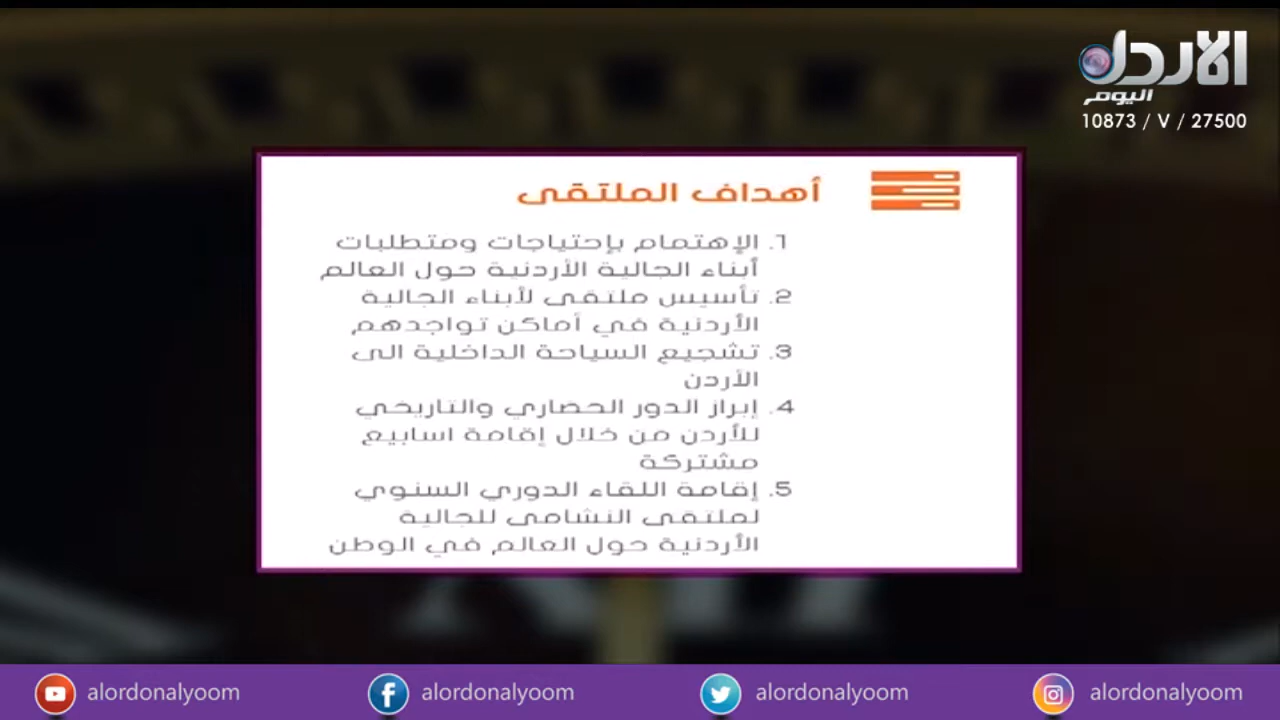 الاردن
اليوم
10873 / V / 27500
أهداف الملتقى
1. الإهتمام بإحتياجات ومتطلبات
أبناء الجالية الأردنية حول العالم
2. تأسيس ملتقى لأبناء الجالية
الأردنية في أماكن تواجدهم
3. تشجيع السياحة الداخلية الى
الأردن
4. إبراز الدور الحضاري والتاريخي
للأردن من خلال إقامة اسابيع
مشتركة
5. إقامة اللقاء الدوري السنوي
لملتقى النشامى للجالية
الأردنية حول العالم في الوطن
alordonalyoom alordonalyoom alordonalyoom alordonalyoom